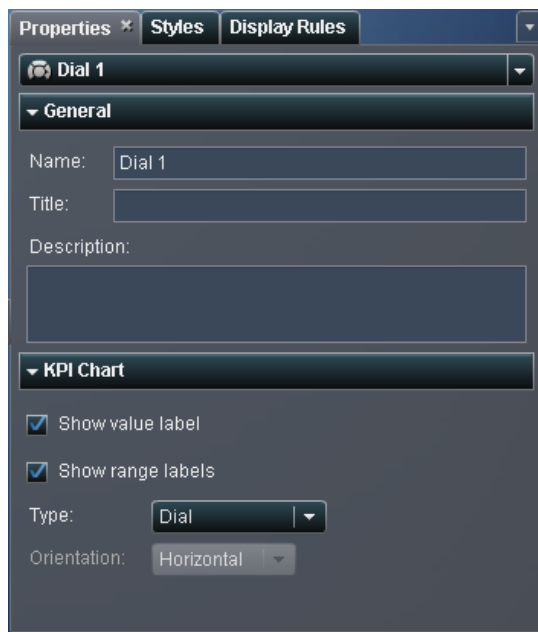 Properties Styles Display Rules
Dial 1
General
Name: Dial 1
Title:
Description:
KPI Chart
Show value label
Show range labels
Type: Dial
Orientation: Horizontal